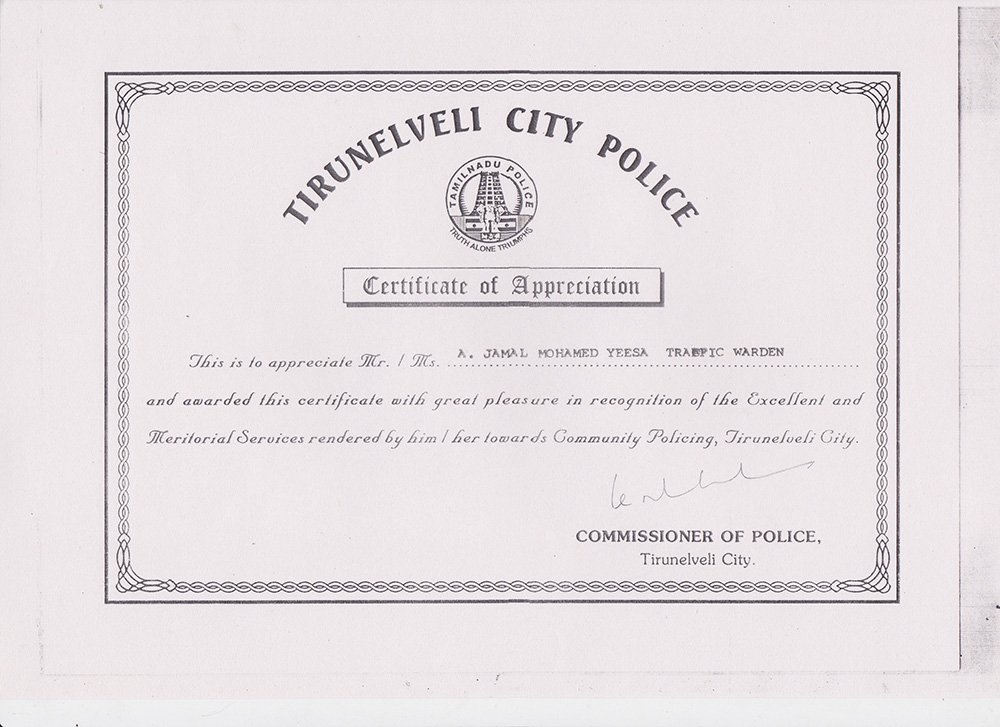 TIRUNELVELI CITY POLICE
TAMILNADU POLICE
TRUTH ALONE TRIUMPHS
Certificate of Appreciation
This is to appreciate Mr. / Ms. A. JAMAL MOHAMED YEESA TRAFFIC WARDEN
and awarded this certificate with great pleasure in recognition of the Excellent and
Meritorial Services rendered by him / her towards Community Policing, Tirunelveli City.
COMMISSIONER OF POLICE,
Tirunelveli City.